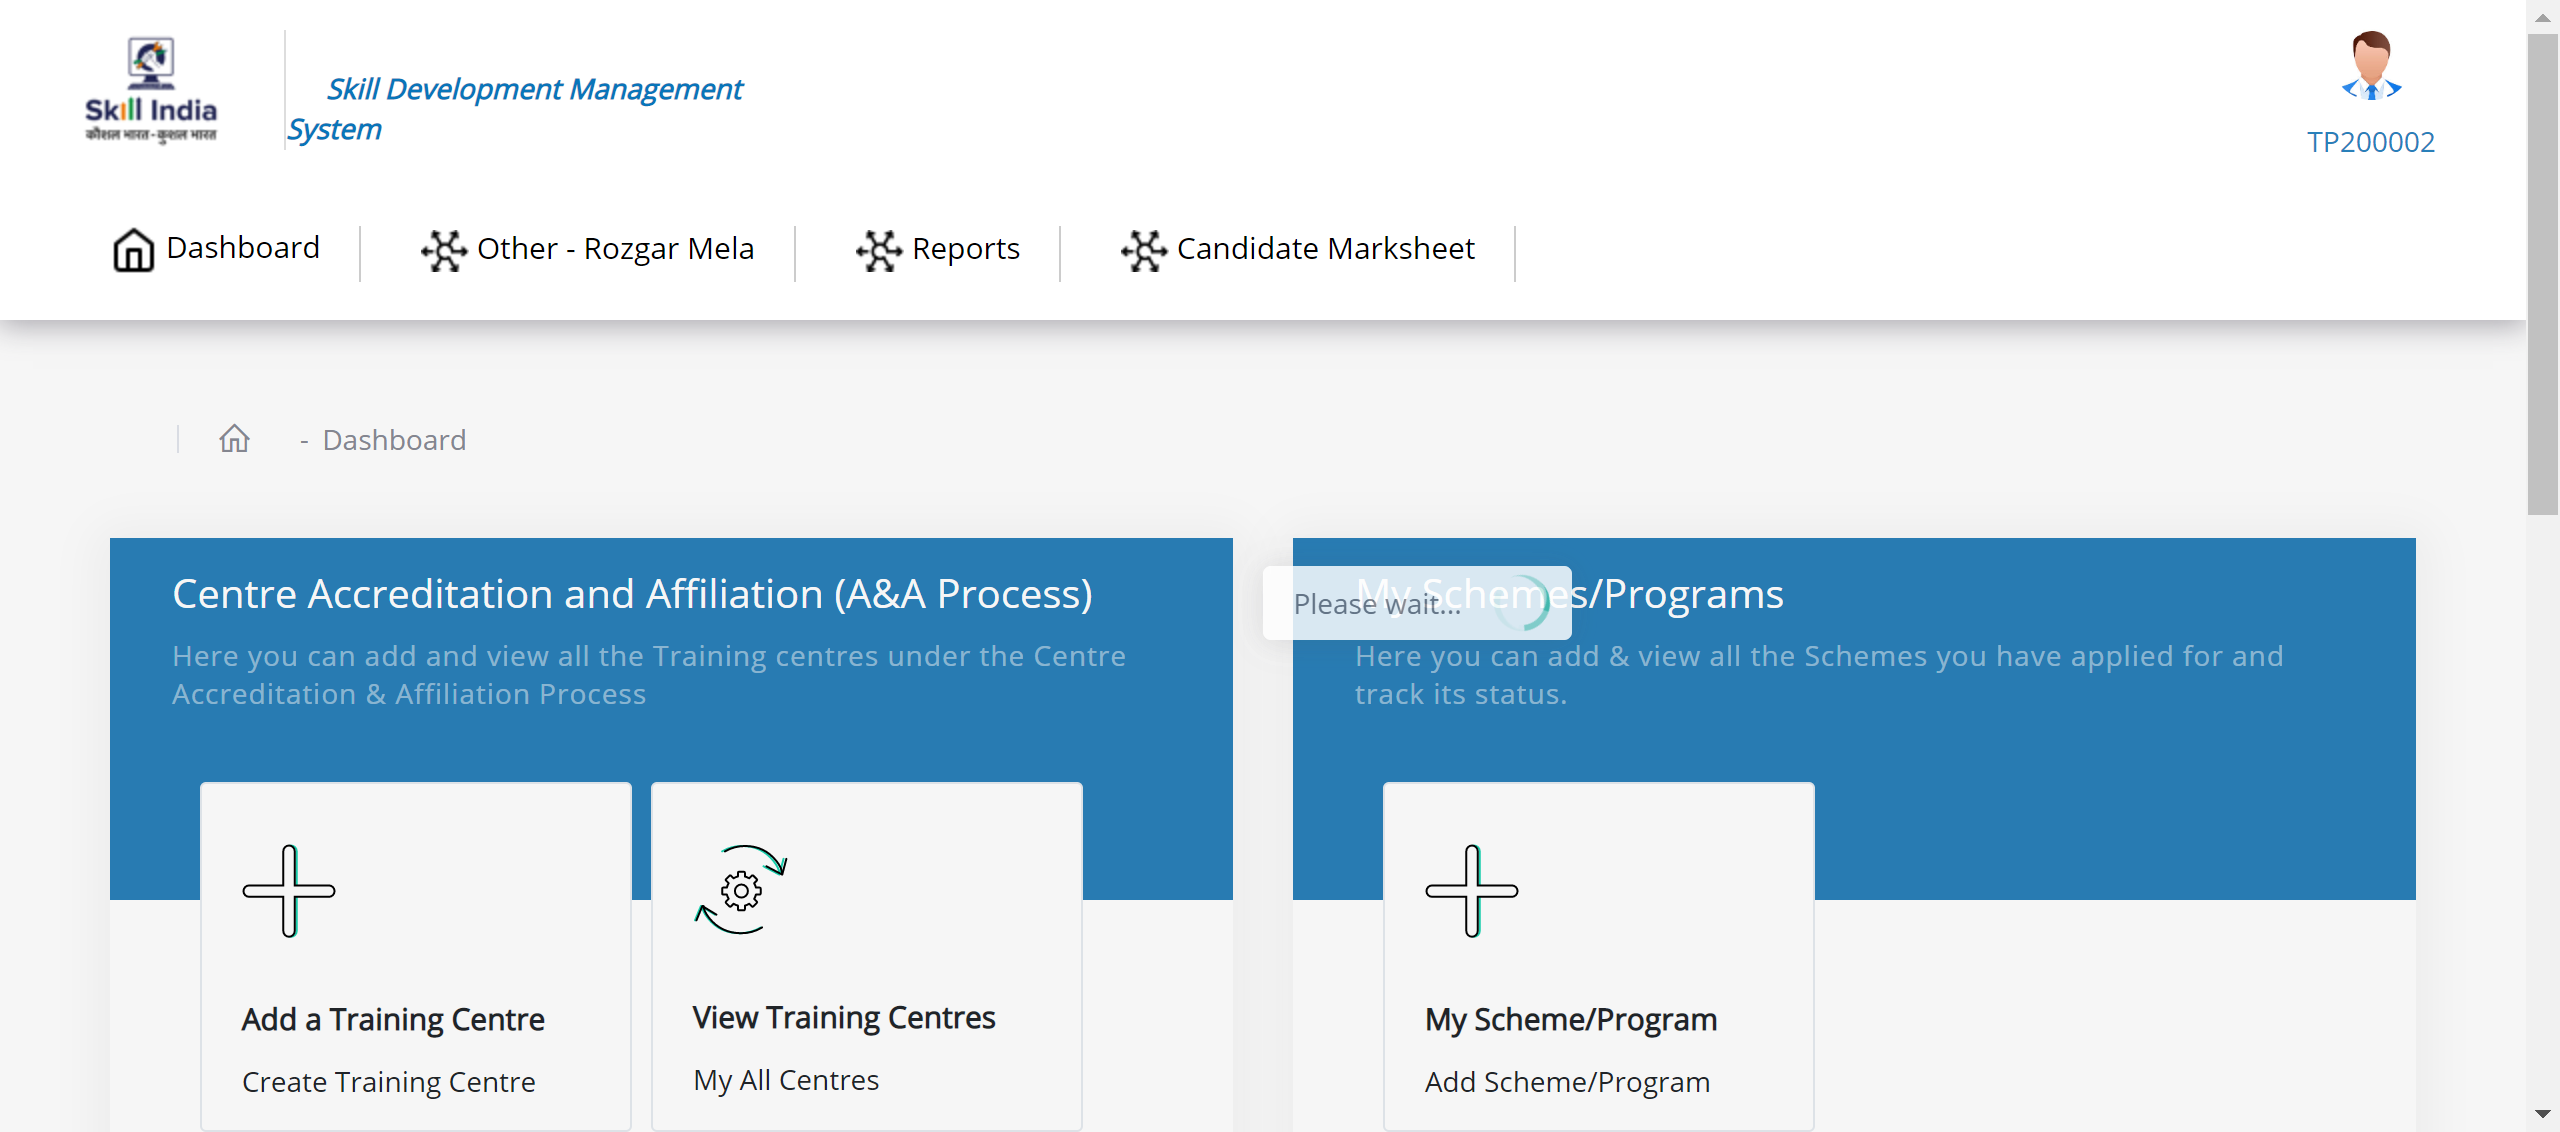 Skill India
कौशल भारत-कुशल भारत
Skill Development Management
System
TP200002
Dashboard
Other - Rozgar Mela
Reports
Candidate Marksheet
- Dashboard
Centre Accreditation and Affiliation (A&A Process)
Here you can add and view all the Training centres under the Centre
Accreditation & Affiliation Process
My Schemes/Programs
Please wait...
Here you can add & view all the Schemes you have applied for and
track its status.
Add a Training Centre
Create Training Centre
View Training Centres
My All Centres
My Scheme/Program
Add Scheme/Program